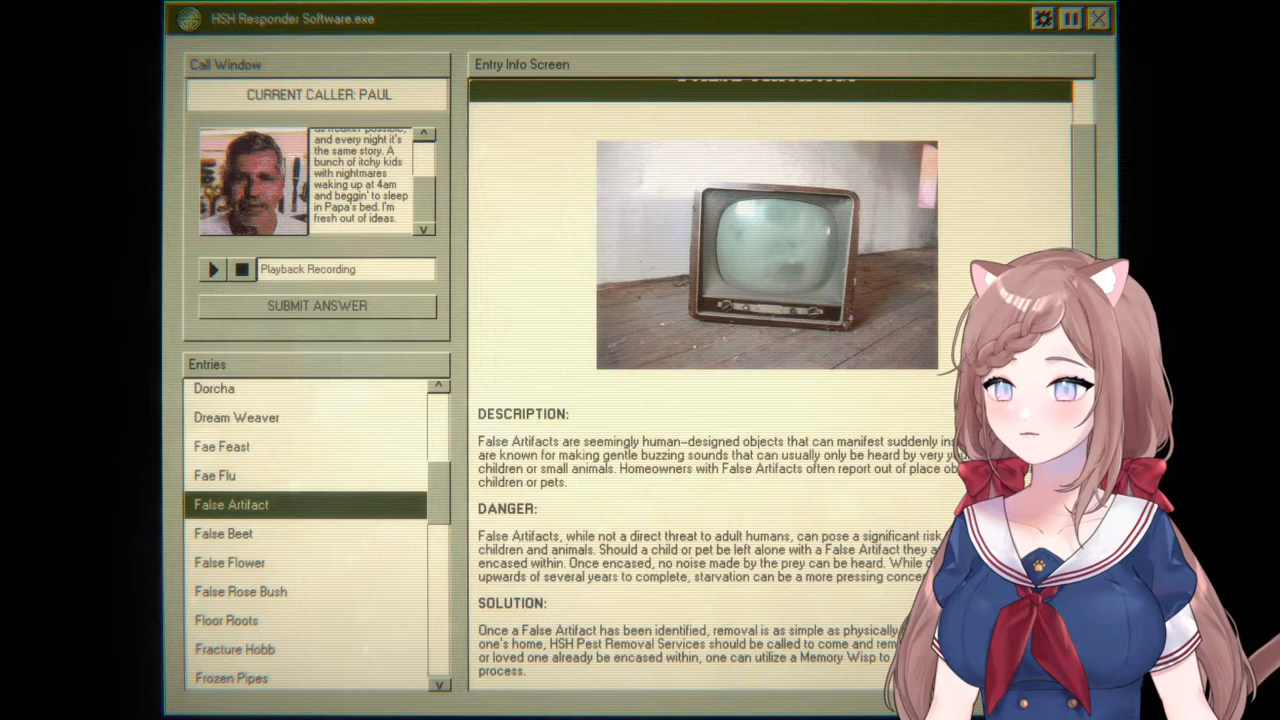 HSH Responder Software.exe
Call Window
CURRENT CALLER: PAUL
as freakin' possible,
and every night it's
the same story. A
bunch of itchy kids
with nightmares
waking up at 4am
and beggin' to sleep
in Papa's bed. I'm
fresh out of ideas.
Playback Recording
SUBMIT ANSWER
Entries
Dorcha
Dream Weaver
Fae Feast
Fae Flu
False Artifact
False Beet
False Flower
False Rose Bush
Floor Roots
Fracture Hobb
Frozen Pipes
Entry Info Screen
DESCRIPTION:
False Artifacts are seemingly human-designed objects that can manifest suddenly
are known for making gentle buzzing sounds that can usually only be heard by very
children or small animals. Homeowners with False Artifacts often report out of place
children or pets.
DANGER:
False Artifacts, while not a direct threat to adult humans, can pose a significant risk
children and animals. Should a child or pet be left alone with a False Artifact they
encased within. Once encased, no noise made by the prey can be heard. While
upwards of several years to complete, starvation can be a more pressing
SOLUTION:
Once a False Artifact has been identified, removal is as simple as physically
one's home, HSH Pest Removal Services should be called to come and
or loved one already be encased within, one can utilize a Memory Wisp to
process.